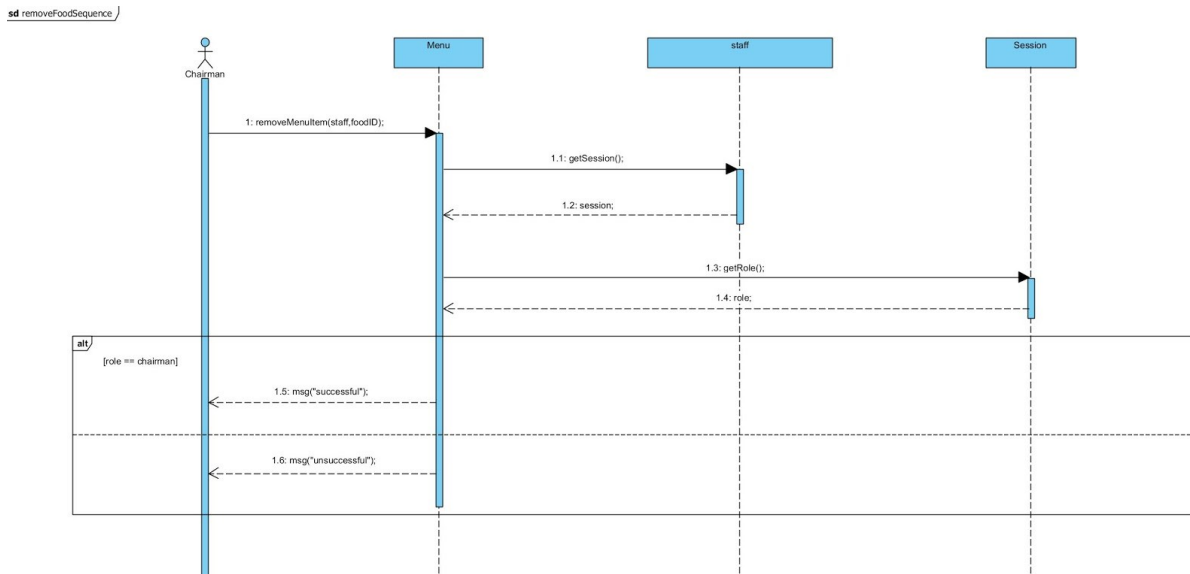 sd removeFoodSequence
Chairman
Menu
staff
Session
1: removeMenuItem(staff,foodID);
1.1: getSession();
1.2: session;
1.3: getRole();
1.4: role;
alt
[role == chairman]
1.5: msg("successful");
1.6: msg("unsuccessful");